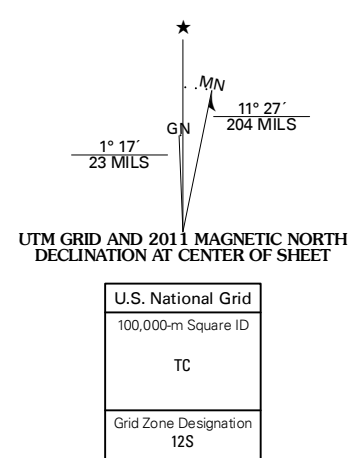 ★
MN
11° 27´
204 MILS
GN
1° 17´
23 MILS
UTM GRID AND 2011 MAGNETIC NORTH
DECLINATION AT CENTER OF SHEET
U.S. National Grid
100,000-m Square ID
TC
Grid Zone Designation
12S